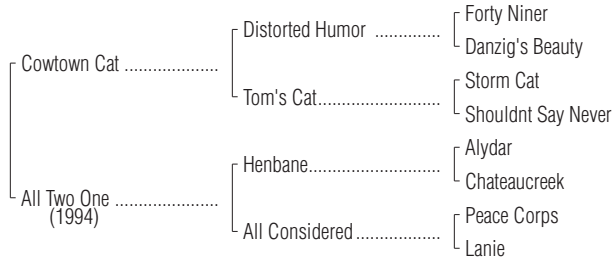 Forty Niner
Distorted Humor ..............
Danzig's Beauty
Cowtown Cat ....................
Storm Cat
Tom's Cat..........................
Shouldnt Say Never
Alydar
Henbane............................
Chateaucreek
All Two One ......................
(1994)
Peace Corps
All Considered..................
Lanie